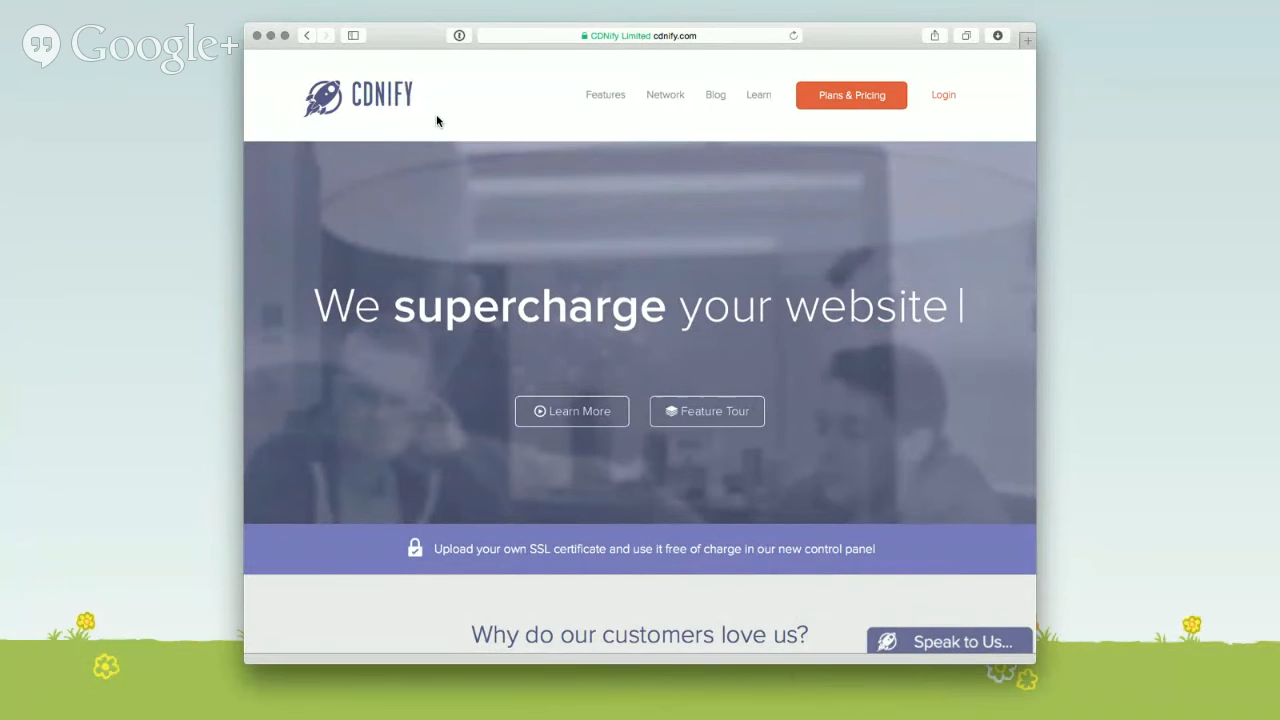 Google+
CDNify Limited cdnify.com
CDNIFY
Features Network Blog Learn Plans & Pricing Login
We supercharge your website
Learn More Feature Tour
Upload your own SSL certificate and use it free of charge in our new control panel
Why do our customers love us?
Speak to Us...